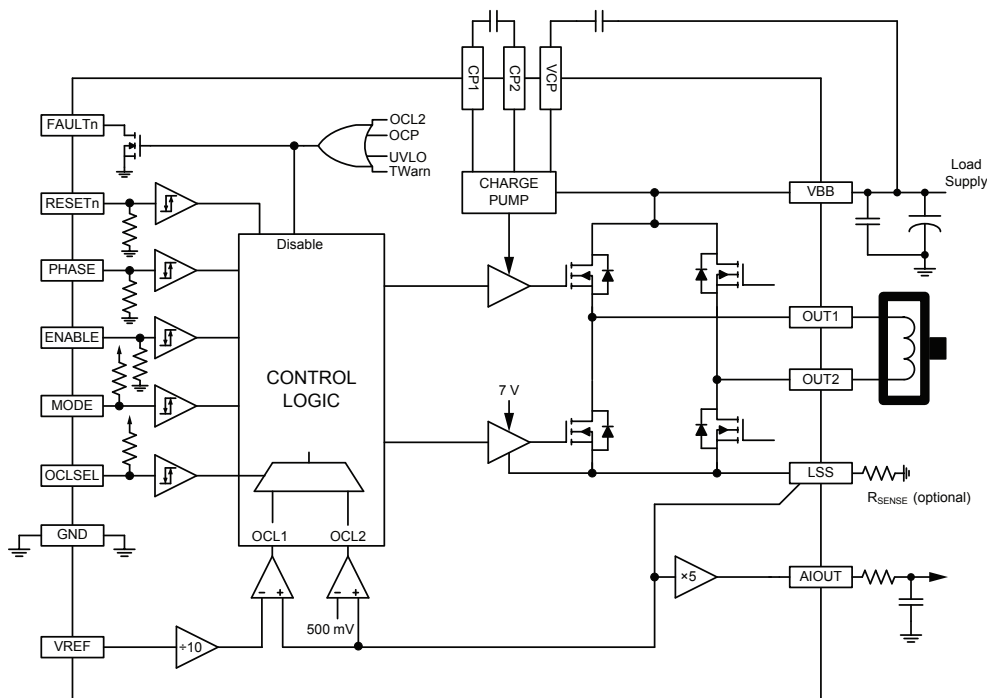 CP1
CP2
VCP
FAULTn
OCL2
OCP
UVLO
TWarn
Load
Supply
RESETn
CHARGE
PUMP
VBB
Disable
PHASE
OUT1
ENABLE
CONTROL
LOGIC
OUT2
7 V
MODE
OCLSEL
LSS
RSENSE (optional)
GND
OCL1
OCL2
×5
AIOUT
– +
– +
500 mV
VREF
÷10